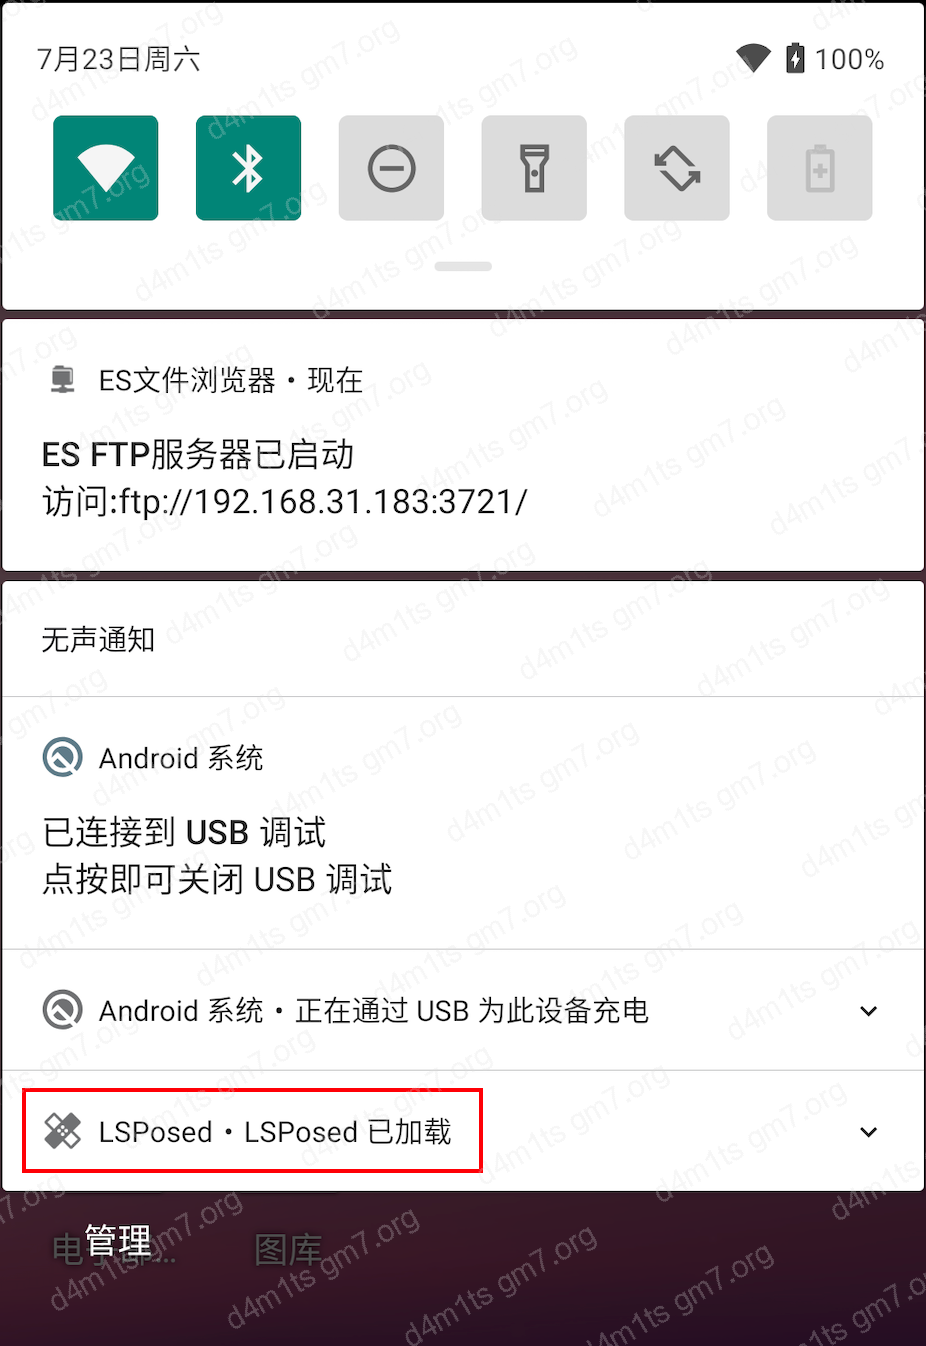 7月23日周六 100%
ES文件浏览器 • 现在
ES FTP服务器已启动
访问:ftp://192.168.31.183:3721/
无声通知
Android 系统
已连接到 USB 调试
点按即可关闭 USB 调试
Android 系统 • 正在通过 USB 为此设备充电
LSPosed • LSPosed 已加载
管理
图库
d4m1ts gm7.org